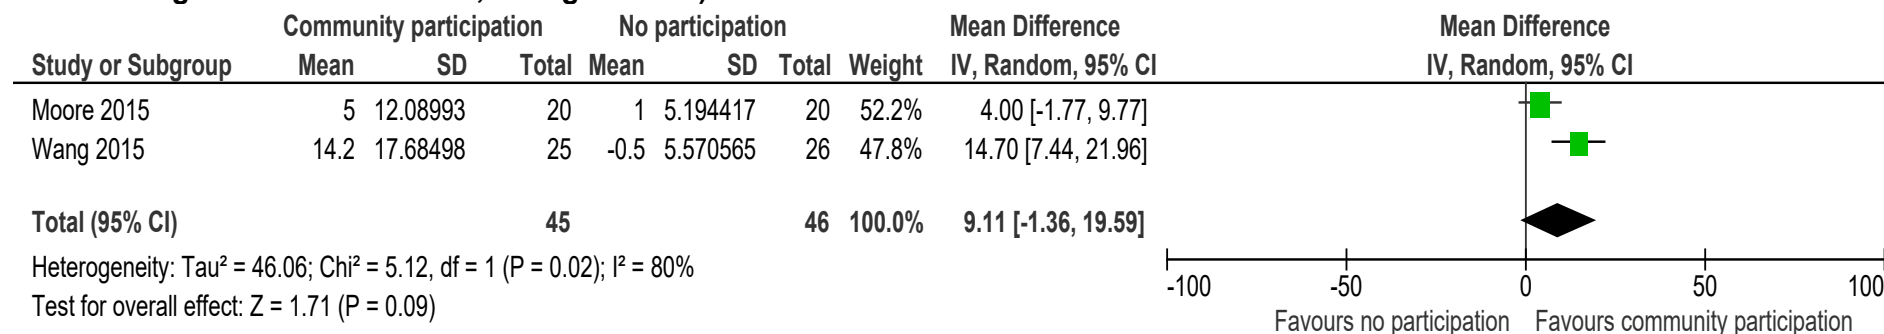 Community participation No participation Mean Difference Mean Difference
Study or Subgroup Mean SD Total Mean SD Total Weight IV, Random, 95% CI IV, Random, 95% CI
Moore 2015 5 12.08993 20 1 5.194417 20 52.2% 4.00 [-1.77, 9.77]
Wang 2015 14.2 17.68498 25 -0.5 5.570565 26 47.8% 14.70 [7.44, 21.96]
Total (95% CI) 45 46 100.0% 9.11 [-1.36, 19.59]
Heterogeneity: Tau² = 46.06; Chi² = 5.12, df = 1 (P = 0.02); I² = 80%
Test for overall effect: Z = 1.71 (P = 0.09)
-100 -50 0 50 100
Favours no participation Favours community participation